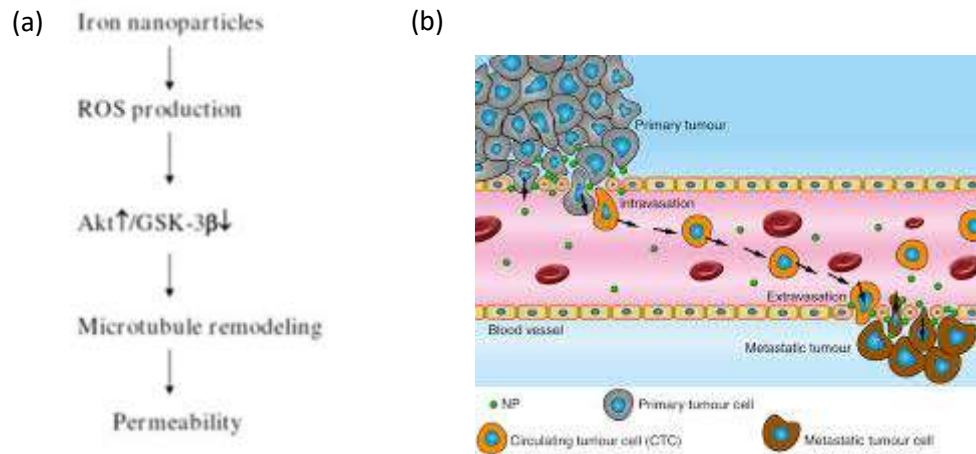 (a)
Iron nanoparticles
ROS production
Akt↑/GSK-3β↓
Microtubule remodeling
Permeability
(b)
Primary tumour
Intravasation
Extravasation
Blood vessel
Metastatic tumour
NP
Primary tumour cell
Circulating tumour cell (CTC)
Metastatic tumour cell